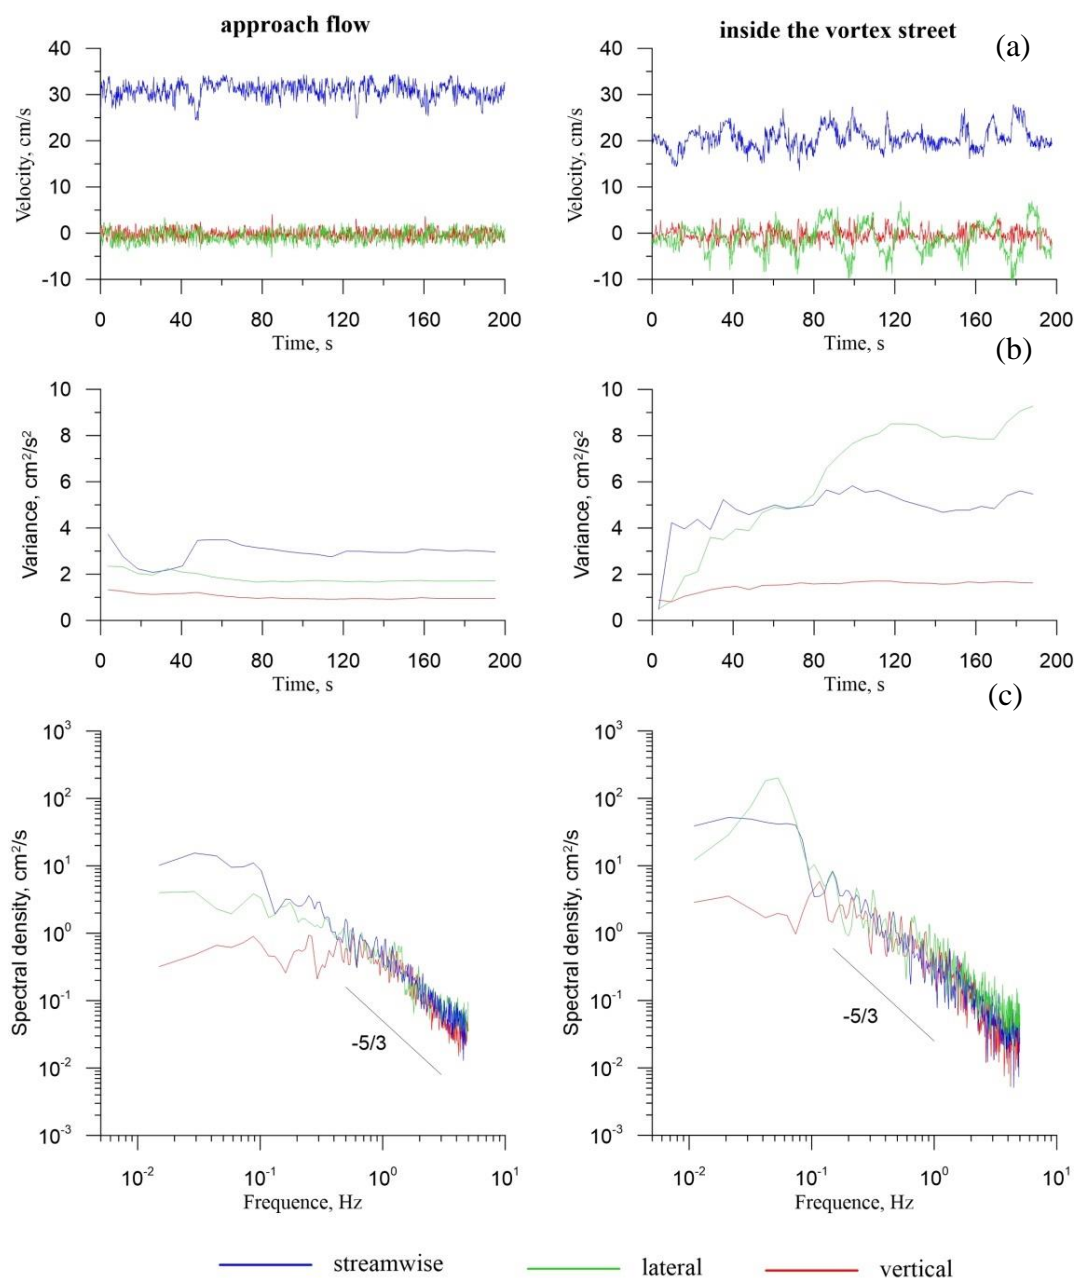 approach flow
inside the vortex street
(a)
40
30
20
10
0
-10
Velocity, cm/s
0 40 80 120 160 200
Time, s
40
30
20
10
0
-10
Velocity, cm/s
0 40 80 120 160 200
Time, s
(b)
10
8
6
4
2
0
Variance, cm²/s²
0 40 80 120 160 200
Time, s
10
8
6
4
2
0
Variance, cm²/s²
0 40 80 120 160 200
Time, s
(c)
10³
10²
10¹
10⁰
10⁻¹
10⁻²
10⁻³
Spectral density, cm²/s
-5/3
10⁻² 10⁻¹ 10⁰ 10¹
Frequence, Hz
10³
10²
10¹
10⁰
10⁻¹
10⁻²
10⁻³
Spectral density, cm²/s
-5/3
10⁻² 10⁻¹ 10⁰ 10¹
Frequence, Hz
streamwise lateral vertical